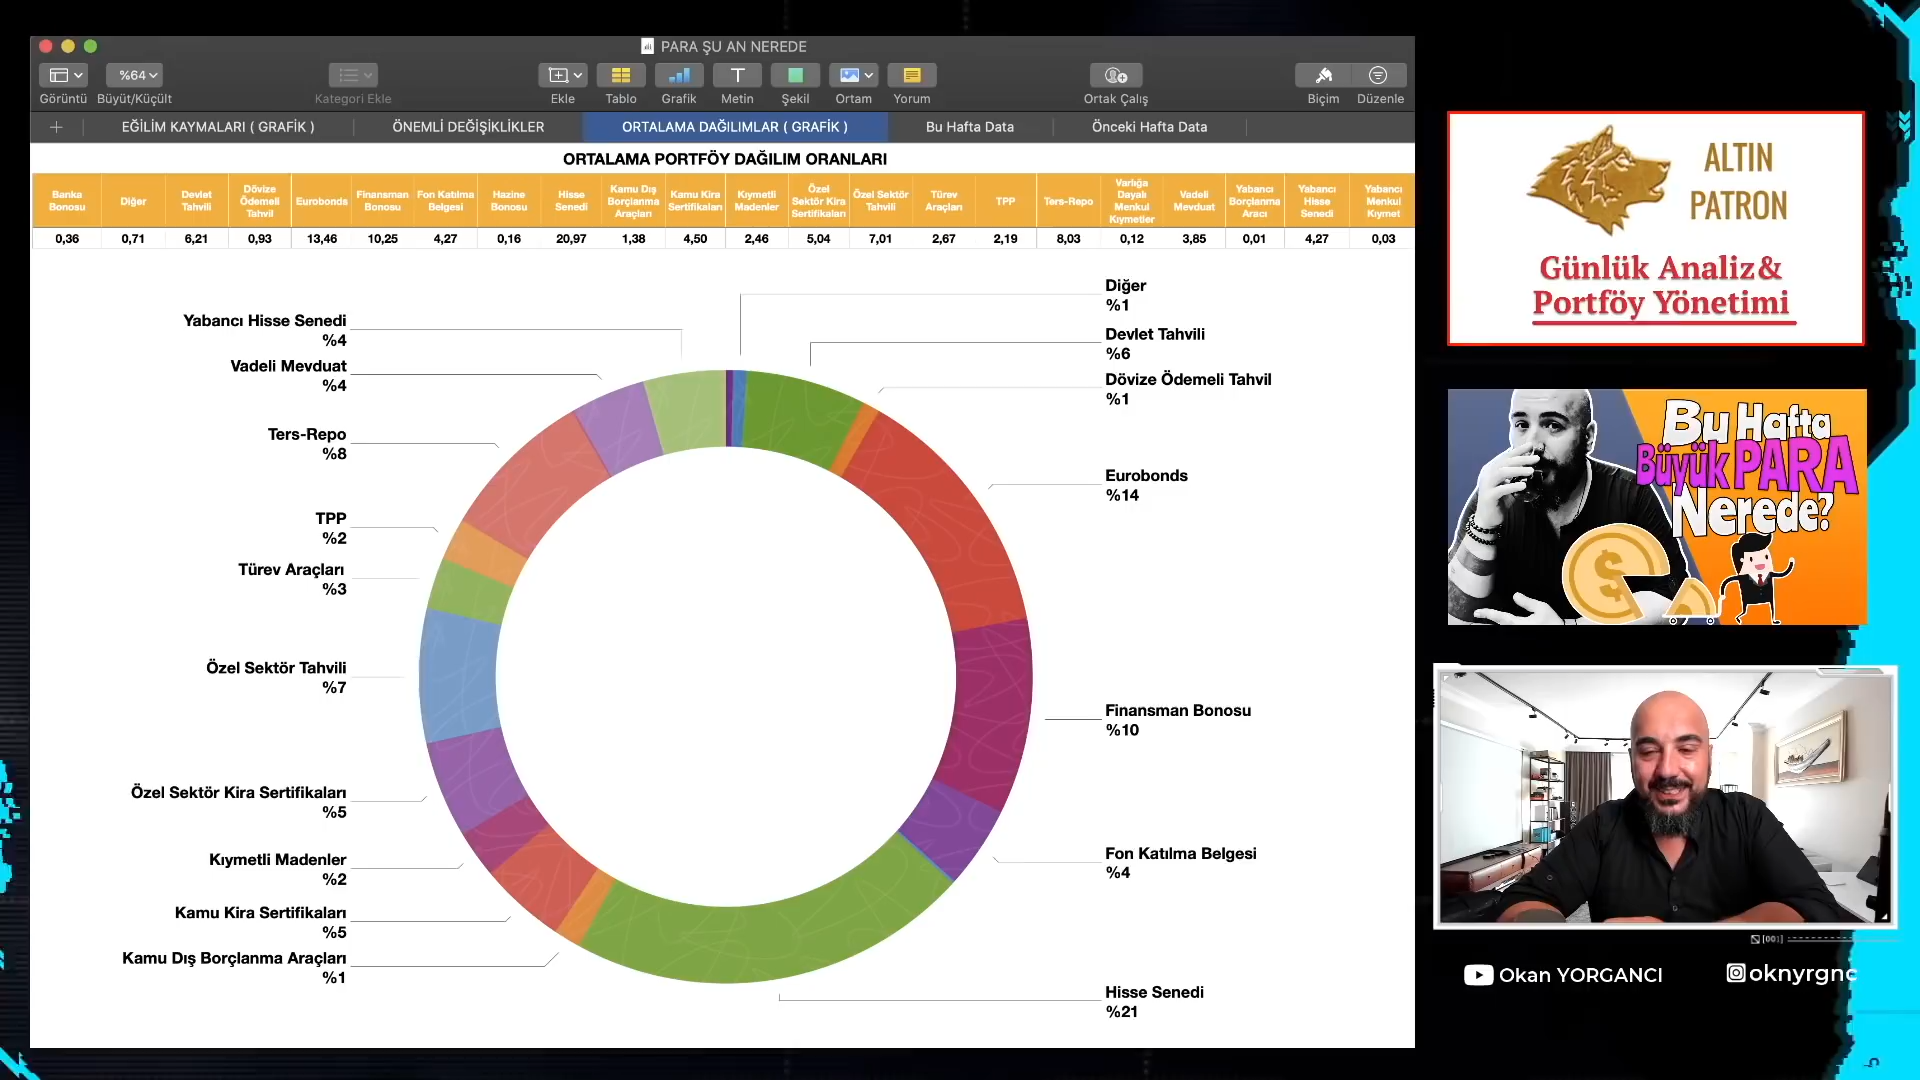 PARA ŞU AN NEREDE
%64
Görüntü
Büyüt/Küçült
Kategori Ekle
Ekle
Tablo
Grafik
Metin
Şekil
Ortam
Yorum
Ortak Çalış
Biçim
Düzenle
EĞİLİM KAYMALARI ( GRAFİK )
ÖNEMLİ DEĞİŞİKLİKLER
ORTALAMA DAĞILIMLAR ( GRAFİK )
Bu Hafta Data
Önceki Hafta Data
ORTALAMA PORTFÖY DAĞILIM ORANLARI
Banka
Bonosu
Diğer
Devlet
Tahvili
Dövize
Ödemeli
Tahvil
Eurobonds
Finansman
Bonosu
Fon Katılma
Belgesi
Hazine
Bonosu
Hisse
Senedi
Kamu Dış
Borçlanma
Araçları
Kamu Kira
Sertifikaları
Kıymetli
Madenler
Özel
Sektör Kira
Sertifikaları
Özel Sektör
Tahvili
Türev
Araçları
TPP
Ters-Repo
Varlığa
Dayalı
Menkul
Kıymetler
Vadeli
Mevduat
Yabancı
Borçlanma
Aracı
Yabancı
Hisse
Senedi
Yabancı
Menkul
Kıymet
0,36 0,71 6,21 0,93 13,46 10,25 4,27 0,16 20,97 1,38 4,50 2,46 5,04 7,01 2,67 2,19 8,03 0,12 3,85 0,01 4,27 0,03
Diğer
%1
Devlet Tahvili
%6
Dövize Ödemeli Tahvil
%1
Eurobonds
%14
Finansman Bonosu
%10
Fon Katılma Belgesi
%4
Hisse Senedi
%21
Yabancı Hisse Senedi
%4
Vadeli Mevduat
%4
Ters-Repo
%8
TPP
%2
Türev Araçları
%3
Özel Sektör Tahvili
%7
Özel Sektör Kira Sertifikaları
%5
Kıymetli Madenler
%2
Kamu Kira Sertifikaları
%5
Kamu Dış Borçlanma Araçları
%1
ALTIN
PATRON
Günlük Analiz&
Portföy Yönetimi
Bu Hafta
BüyükPARA
Nerede?
[001]
Okan YORGANCI
oknyrgnc